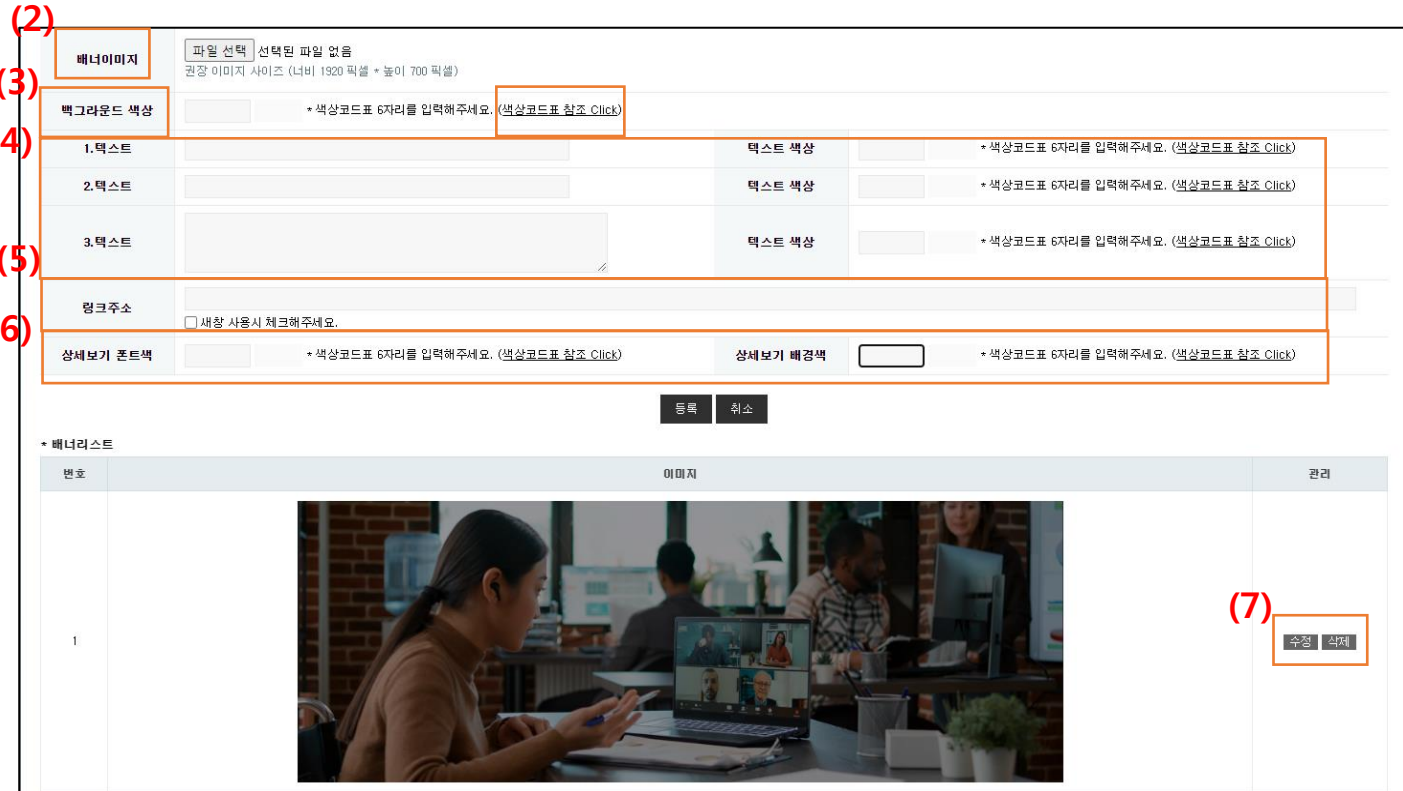 (2)
배너이미지 파일 선택 선택된 파일 없음
권장 이미지 사이즈 (너비 1920 픽셀 * 높이 700 픽셀)
(3)
백그라운드 색상 * 색상코드표 6자리를 입력해주세요. (색상코드표 참조 Click)
4)
1.텍스트 텍스트 색상 * 색상코드표 6자리를 입력해주세요. (색상코드표 참조 Click)
2.텍스트 텍스트 색상 * 색상코드표 6자리를 입력해주세요. (색상코드표 참조 Click)
3.텍스트 텍스트 색상 * 색상코드표 6자리를 입력해주세요. (색상코드표 참조 Click)
(5)
링크주소
새창 사용시 체크해주세요.
6)
상세보기 폰트색 * 색상코드표 6자리를 입력해주세요. (색상코드표 참조 Click) 상세보기 배경색 * 색상코드표 6자리를 입력해주세요. (색상코드표 참조 Click)
등록 취소
* 배너리스트
번호 이미지 관리
(7)
1 수정 삭제